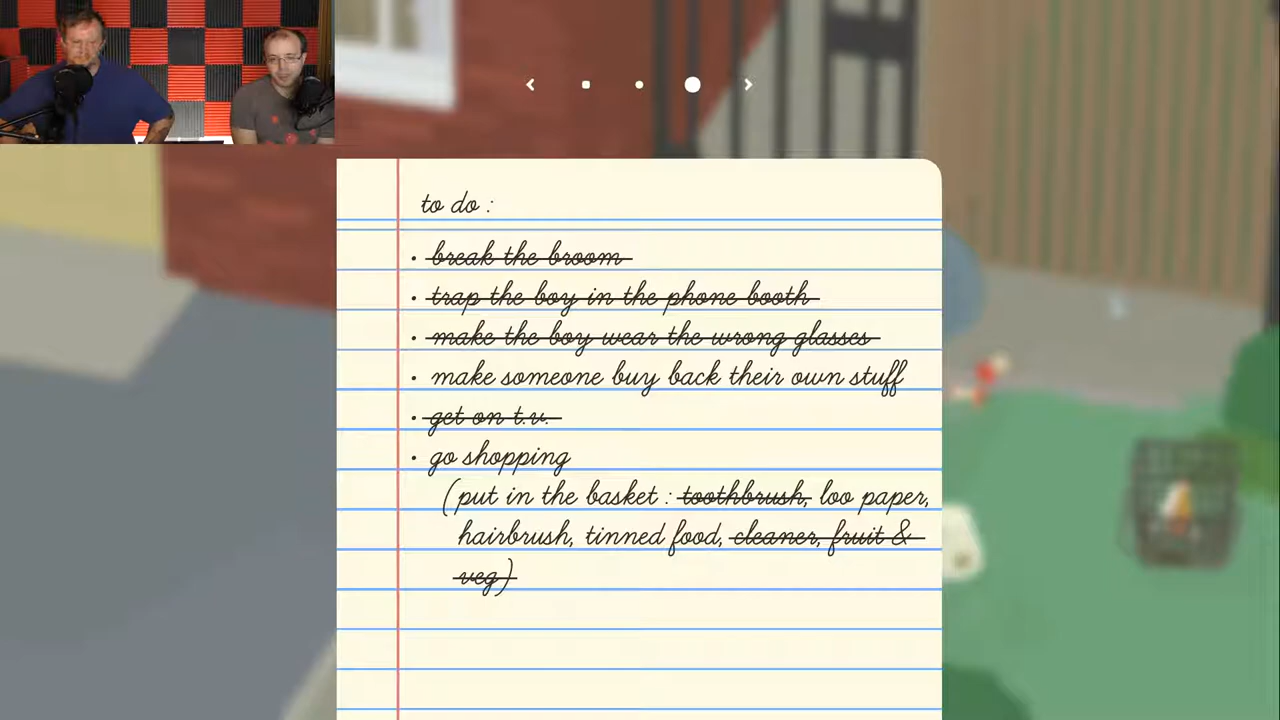 to do :
· break the broom
· trap the boy in the phone booth
· make the boy wear the wrong glasses
· make someone buy back their own stuff
· get on t.v.
· go shopping
(put in the basket : toothbrush, loo paper,
hairbrush, tinned food, cleaner, fruit &
veg)